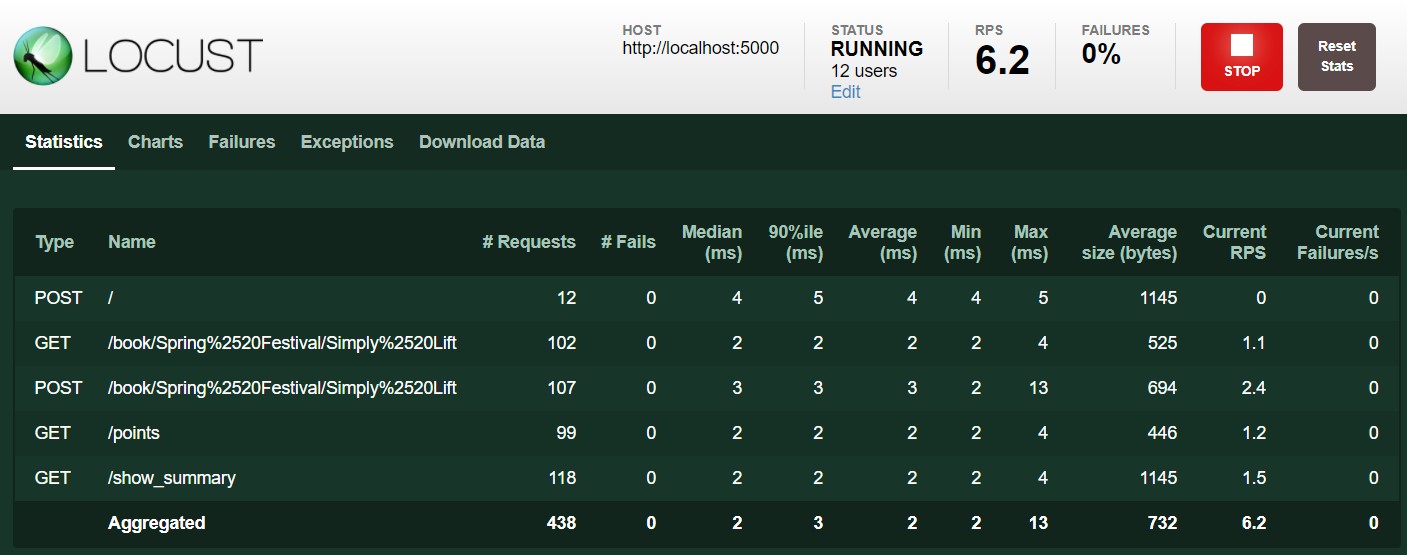 LOCUST
HOST
http://localhost:5000
STATUS
RUNNING
12 users
Edit
RPS
6.2
FAILURES
0%
STOP
Reset
Stats
Statistics Charts Failures Exceptions Download Data
Type Name # Requests # Fails Median (ms) 90%ile (ms) Average (ms) Min (ms) Max (ms) Average size (bytes) Current RPS Current Failures/s
POST / 12 0 4 5 4 4 5 1145 0 0
GET /book/Spring%2520Festival/Simply%2520Lift 102 0 2 2 2 2 4 525 1.1 0
POST /book/Spring%2520Festival/Simply%2520Lift 107 0 3 3 3 2 13 694 2.4 0
GET /points 99 0 2 2 2 2 4 446 1.2 0
GET /show_summary 118 0 2 2 2 2 4 1145 1.5 0
Aggregated 438 0 2 3 2 2 13 732 6.2 0